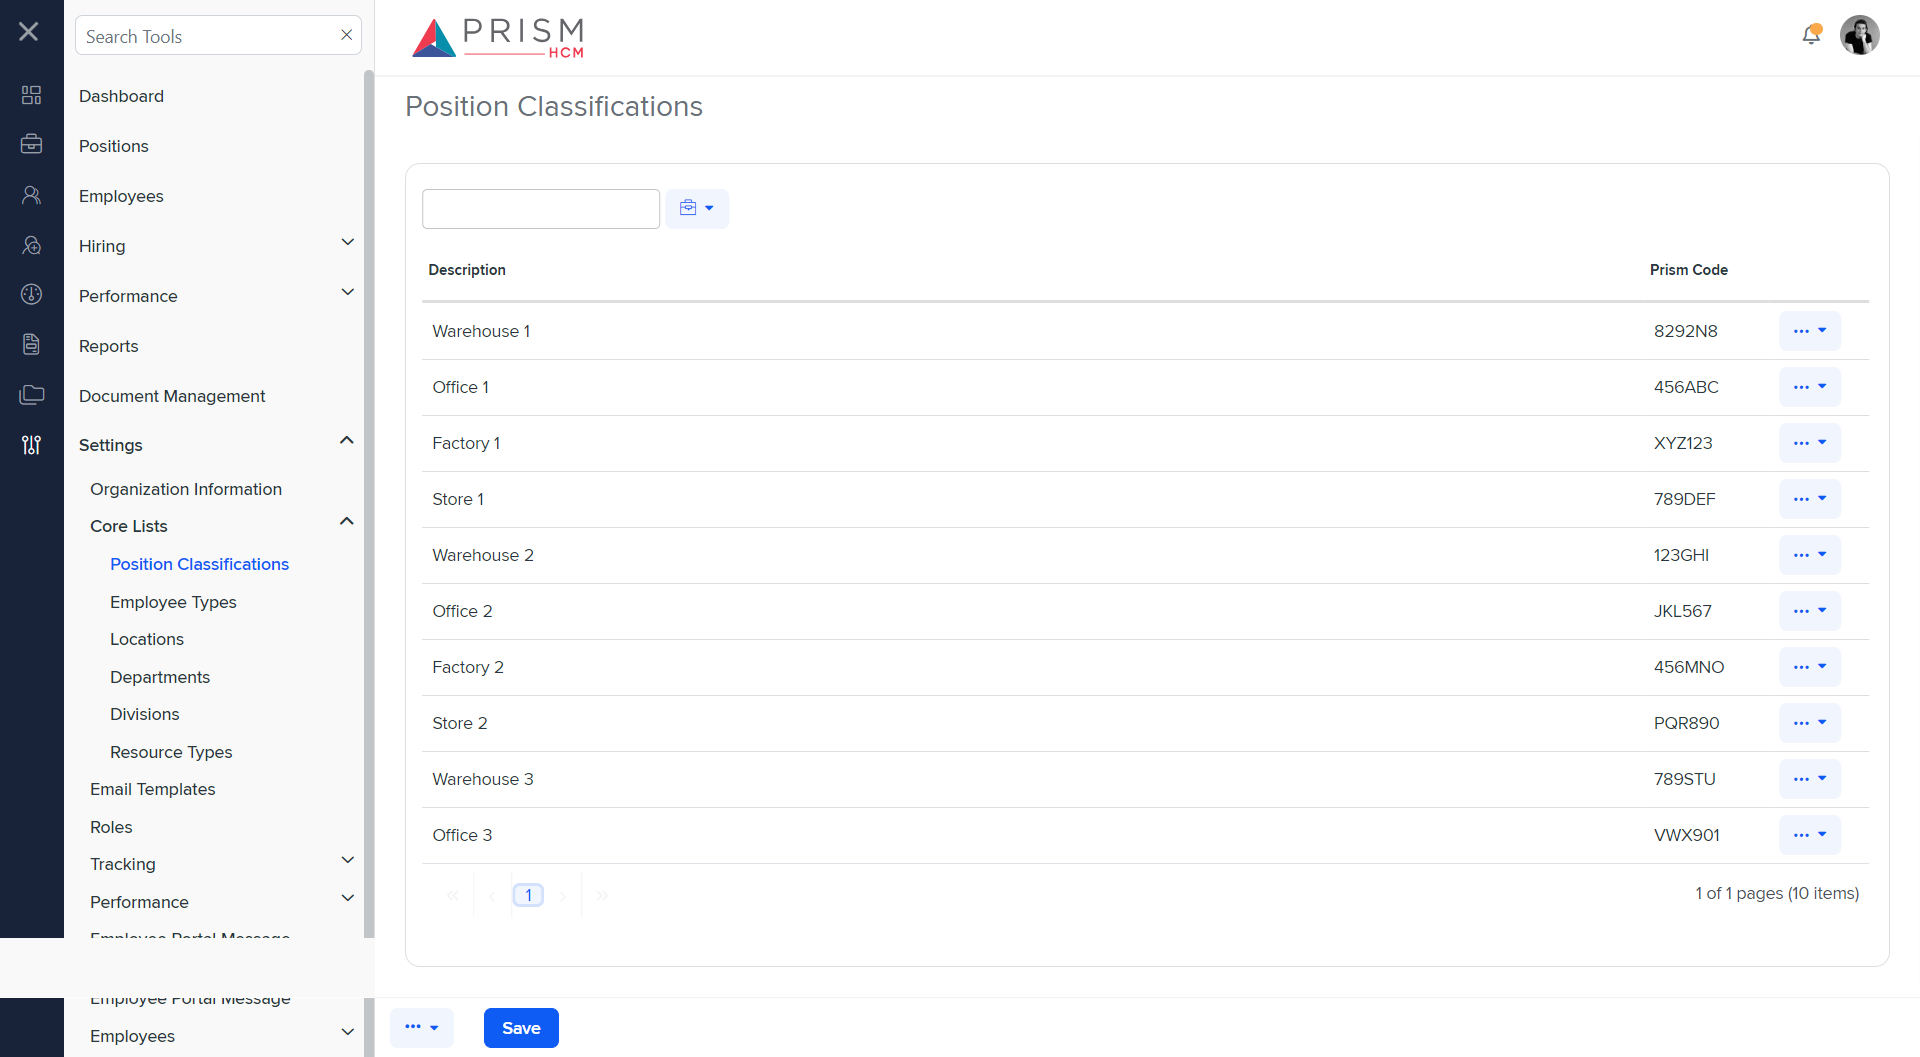 Search Tools
PRISM
HCM
Dashboard
Positions
Employees
Hiring
Performance
Reports
Document Management
Settings
Organization Information
Core Lists
Position Classifications
Employee Types
Locations
Departments
Divisions
Resource Types
Email Templates
Roles
Tracking
Performance
Employee Portal Message
Employee Portal Message
Employees
Position Classifications
Description Prism Code
Warehouse 1 8292N8
Office 1 456ABC
Factory 1 XYZ123
Store 1 789DEF
Warehouse 2 123GHI
Office 2 JKL567
Factory 2 456MNO
Store 2 PQR890
Warehouse 3 789STU
Office 3 VWX901
« ‹ 1 › » 1 of 1 pages (10 items)
Save